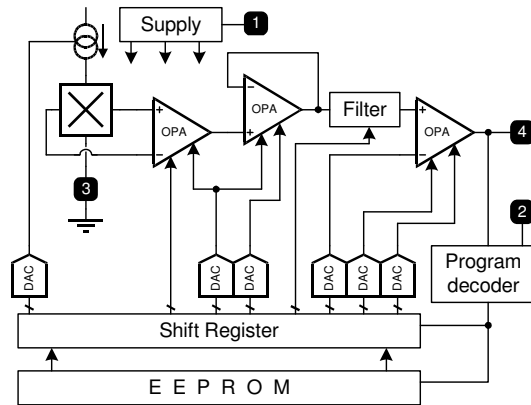 Supply
1
+
−
OPA
−
+
OPA
Filter
+
−
OPA
4
3
2
Program
decoder
DAC
DAC
DAC
DAC
DAC
DAC
Shift Register
E E P R O M